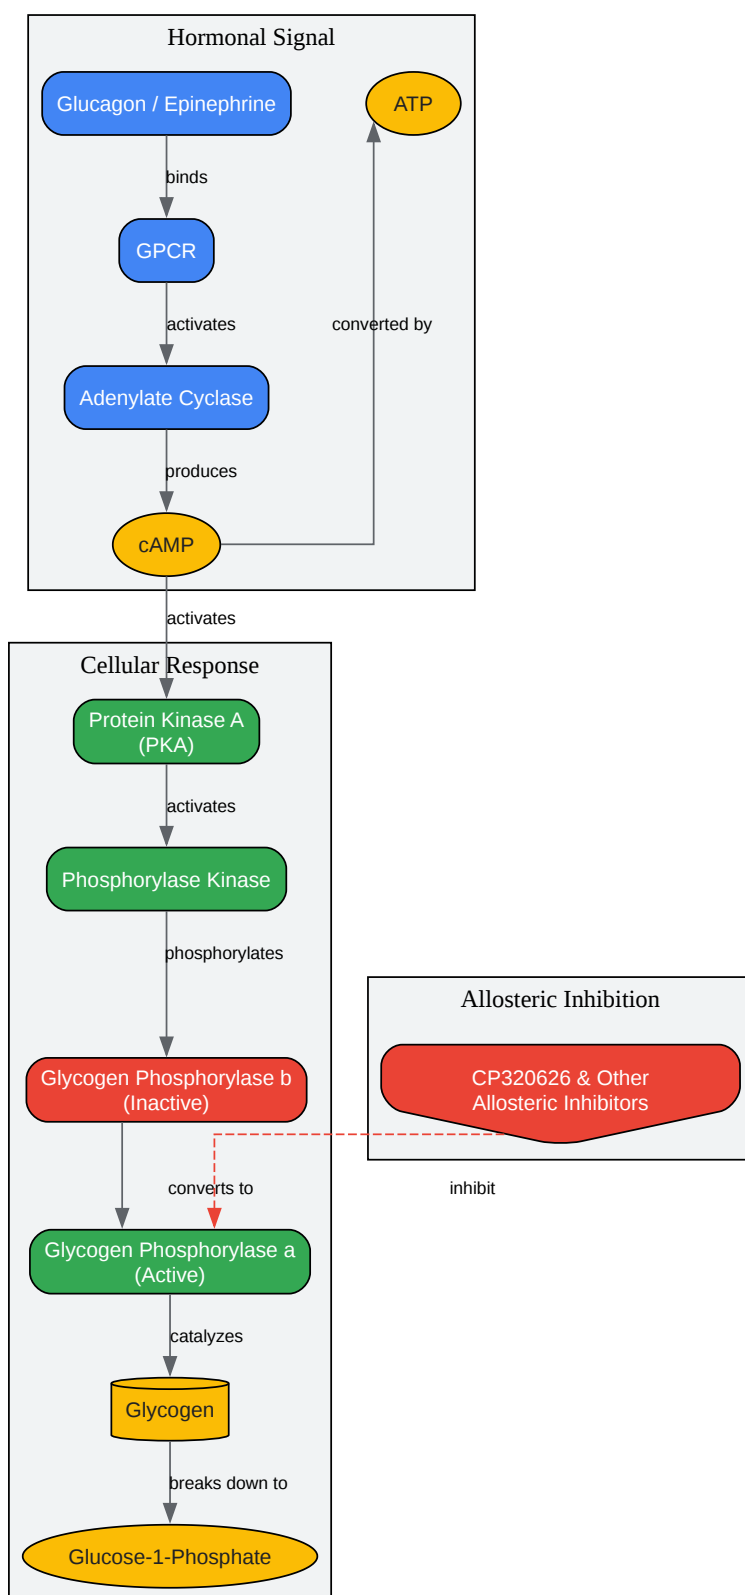 Hormonal Signal
Glucagon / Epinephrine
ATP
binds
GPCR
activates
converted by
Adenylate Cyclase
produces
cAMP
activates
Cellular Response
Protein Kinase A
(PKA)
activates
Phosphorylase Kinase
phosphorylates
Allosteric Inhibition
Glycogen Phosphorylase b
(Inactive)
CP320626 & Other
Allosteric Inhibitors
converts to
inhibit
Glycogen Phosphorylase a
(Active)
catalyzes
Glycogen
breaks down to
Glucose-1-Phosphate